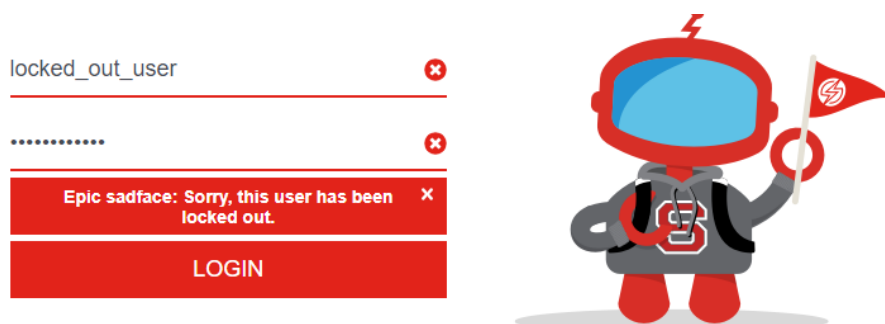 locked_out_user
••••••••••••
Epic sadface: Sorry, this user has been
locked out.
LOGIN
S